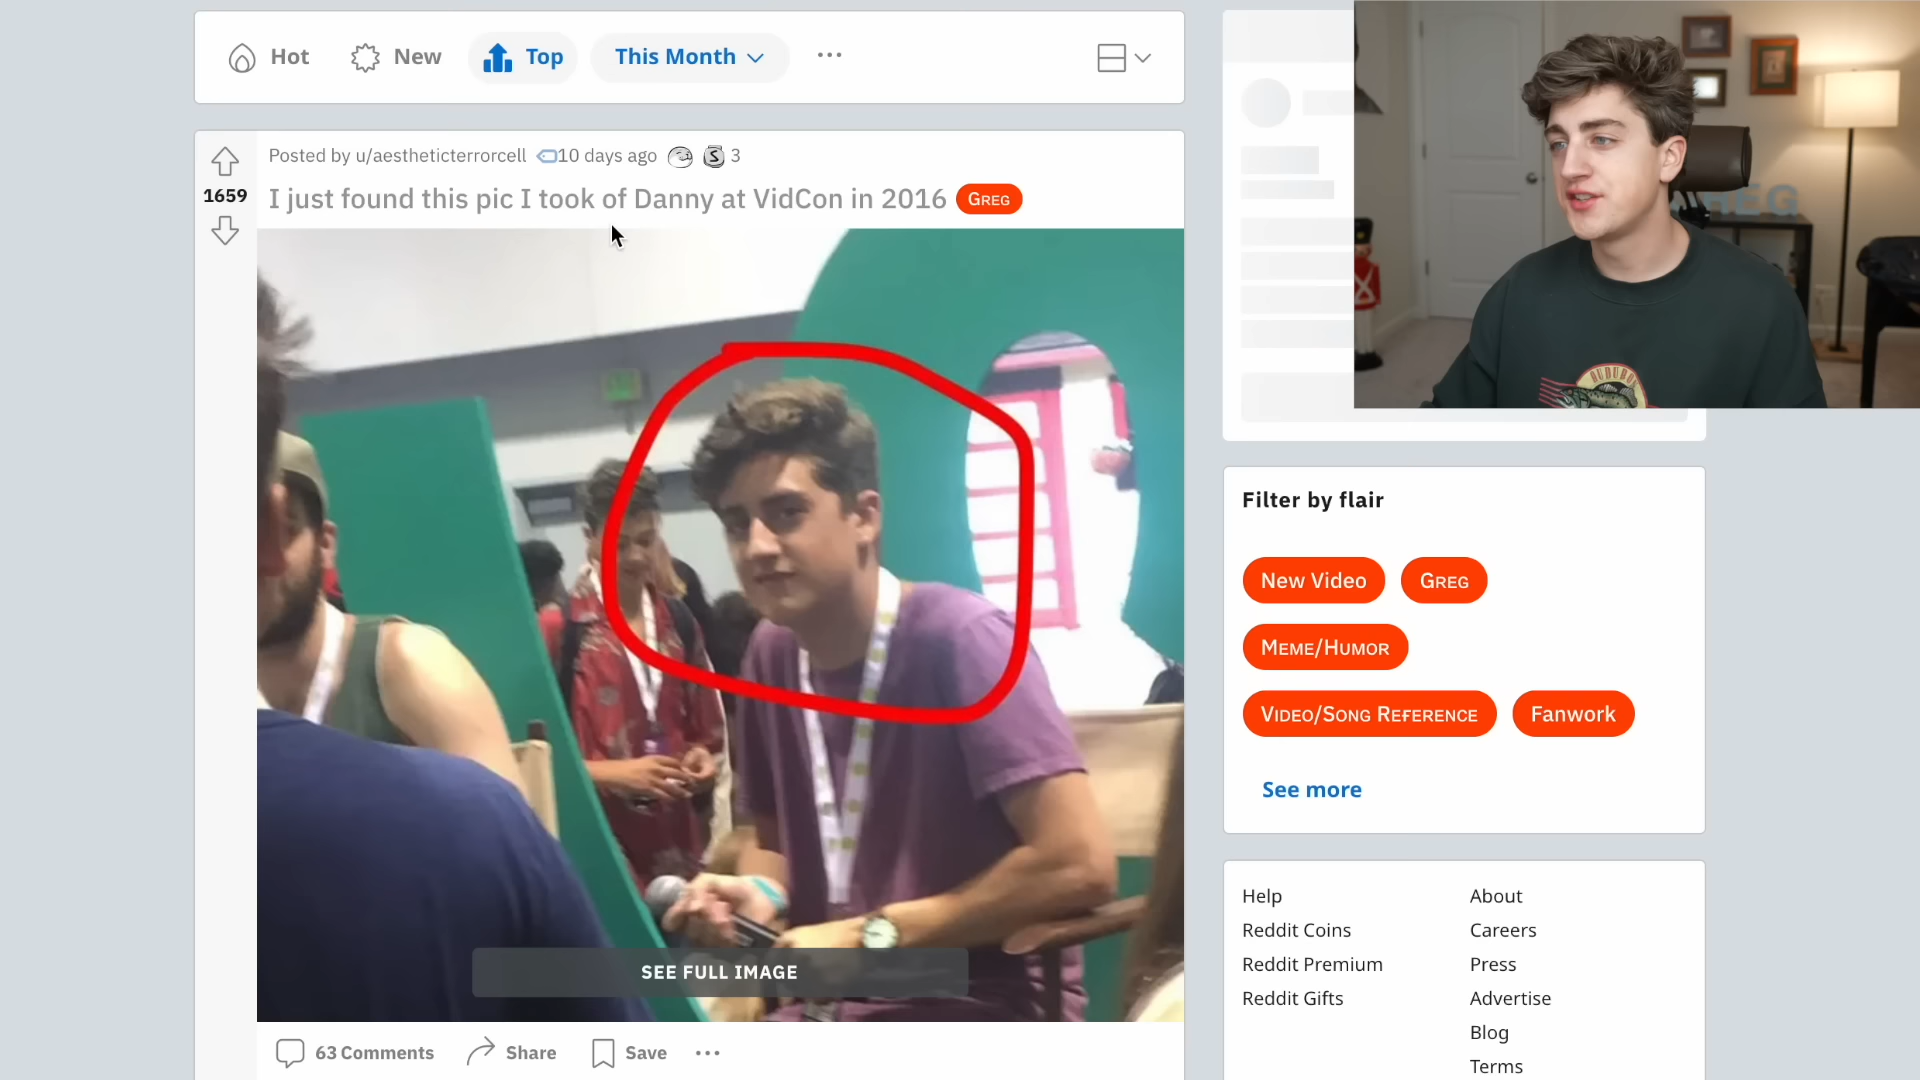 Hot New Top This Month
Posted by u/aestheticterrorcell 10 days ago 3
1659
I just found this pic I took of Danny at VidCon in 2016 GREG
SEE FULL IMAGE
63 Comments Share Save
AUDUBON
Filter by flair
New Video GREG
MEME/HUMOR
VIDEO/SONG REFERENCE Fanwork
See more
Help About
Reddit Coins Careers
Reddit Premium Press
Reddit Gifts Advertise
Blog
Terms